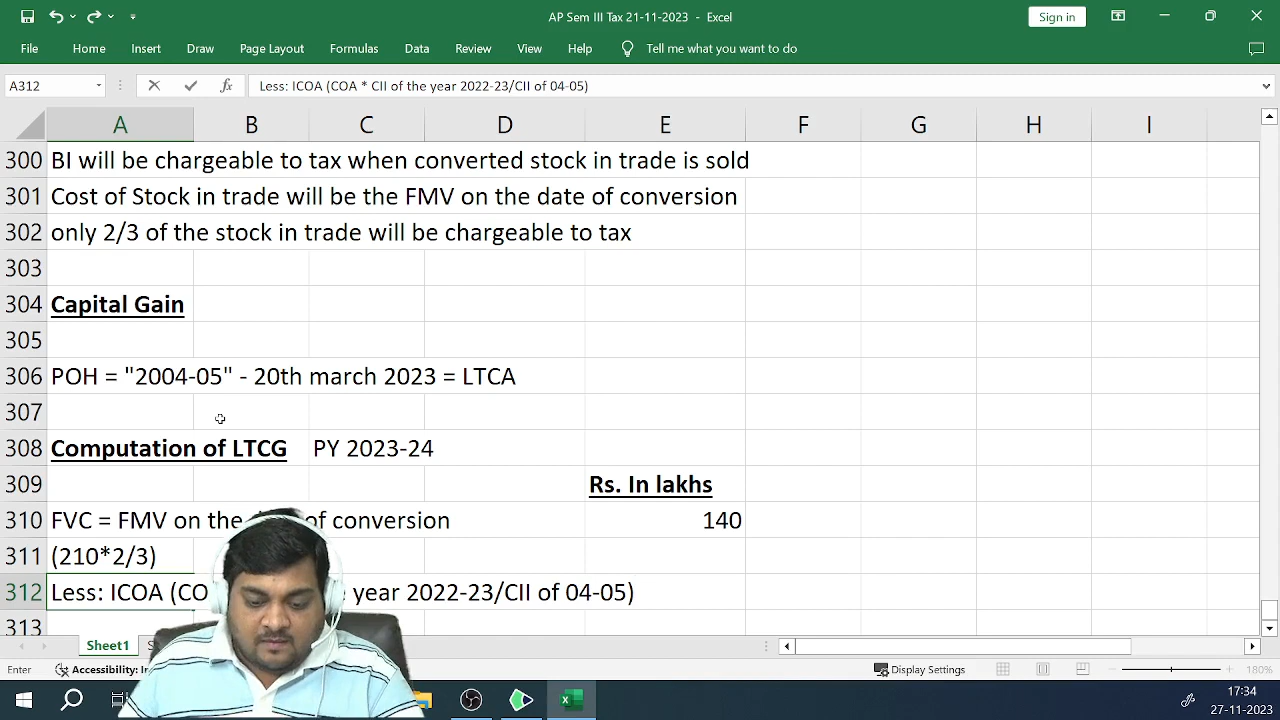 AP Sem III Tax 21-11-2023 - Excel
Sign in
File Home Insert Draw Page Layout Formulas Data Review View Help Tell me what you want to do
A312 fx Less: ICOA (COA * CII of the year 2022-23/CII of 04-05)
A B C D E F G H I
300 BI will be chargeable to tax when converted stock in trade is sold
301 Cost of Stock in trade will be the FMV on the date of conversion
302 only 2/3 of the stock in trade will be chargeable to tax
303
304 Capital Gain
305
306 POH = "2004-05" - 20th march 2023 = LTCA
307
308 Computation of LTCG PY 2023-24
309 Rs. In lakhs
310 FVC = FMV on the of conversion 140
311 (210*2/3)
312 Less: ICOA (CO year 2022-23/CII of 04-05)
313
Sheet1
Enter Accessibility: Display Settings 180%
17:34
27-11-2023